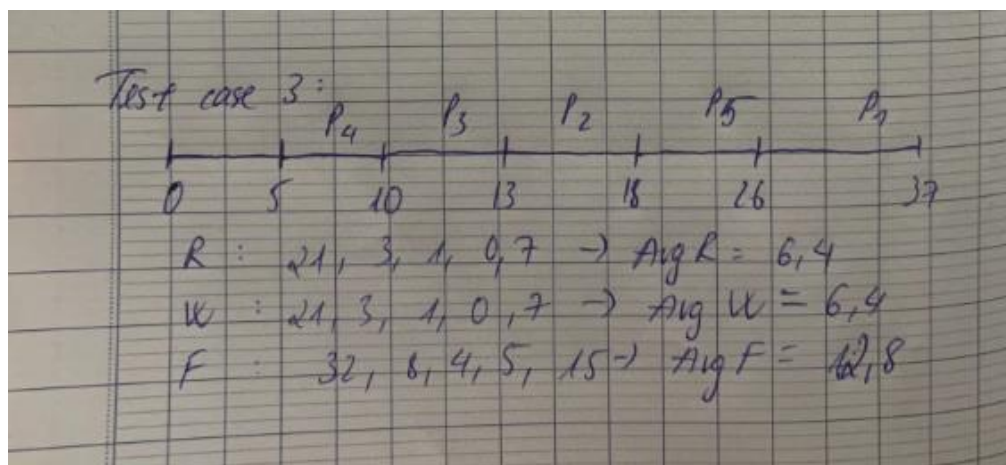 Test case 3:
P4 P3 P2 P5 P1
0 5 10 13 18 26 37
R : 21, 3, 1, 0, 7 → Avg R = 6,4
W : 21, 3, 1, 0, 7 → Avg W = 6,4
F : 32, 8, 4, 5, 15 → Avg F = 12,8